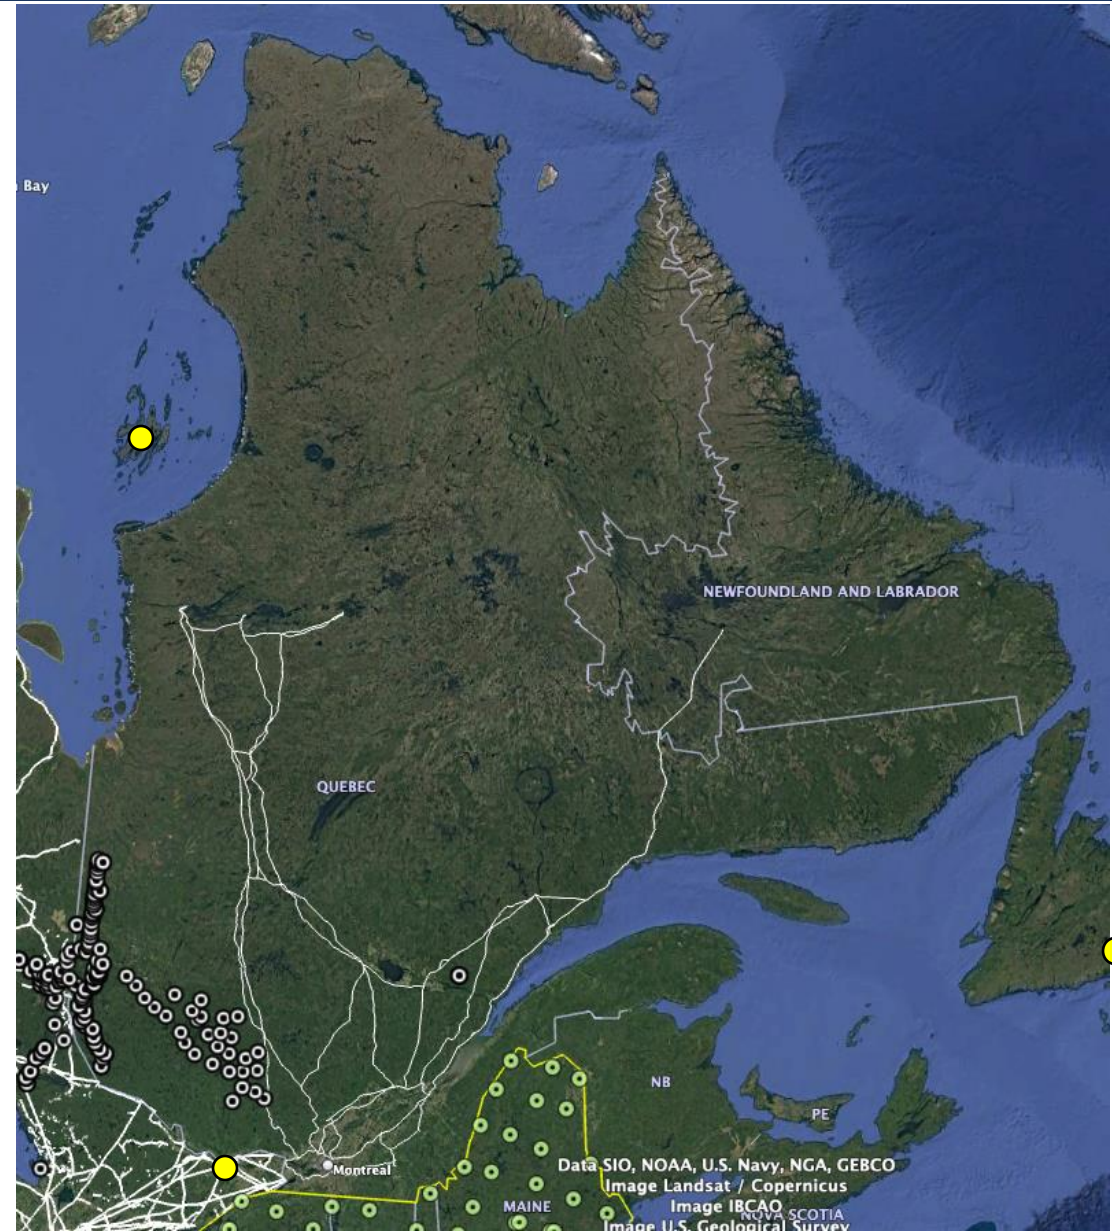 Bay
NEWFOUNDLAND AND LABRADOR
QUEBEC
NB
PE
Montreal
Data SIO, NOAA, U.S. Navy, NGA, GEBCO
Image Landsat / Copernicus
Image IBCAO
MAINE
NOVA SCOTIA
Image U.S. Geological Survey